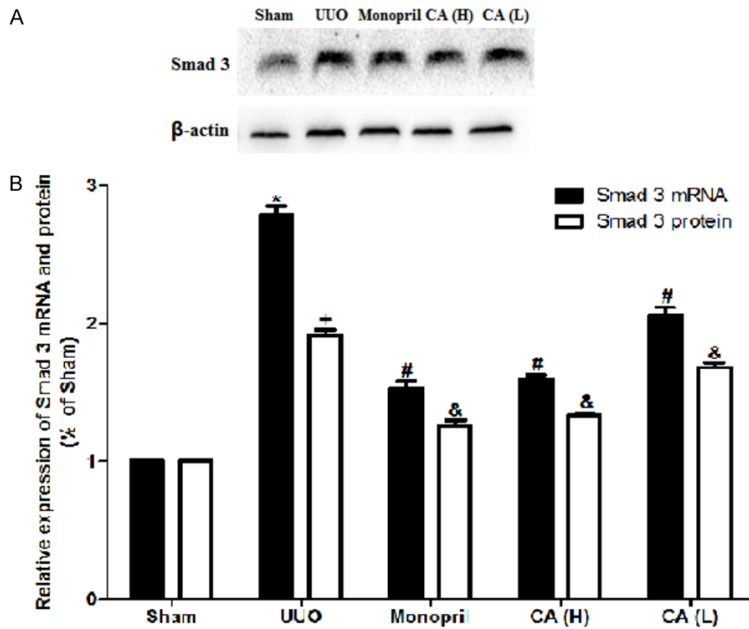 A
Sham UUO Monopril CA (H) CA (L)
Smad 3
β-actin
B
Relative expression of Smad 3 mRNA and protein
(% of Sham)
3
2
1
0
Smad 3 mRNA
Smad 3 protein
*
+
#
&
#
&
#
&
Sham UUO Monopril CA (H) CA (L)